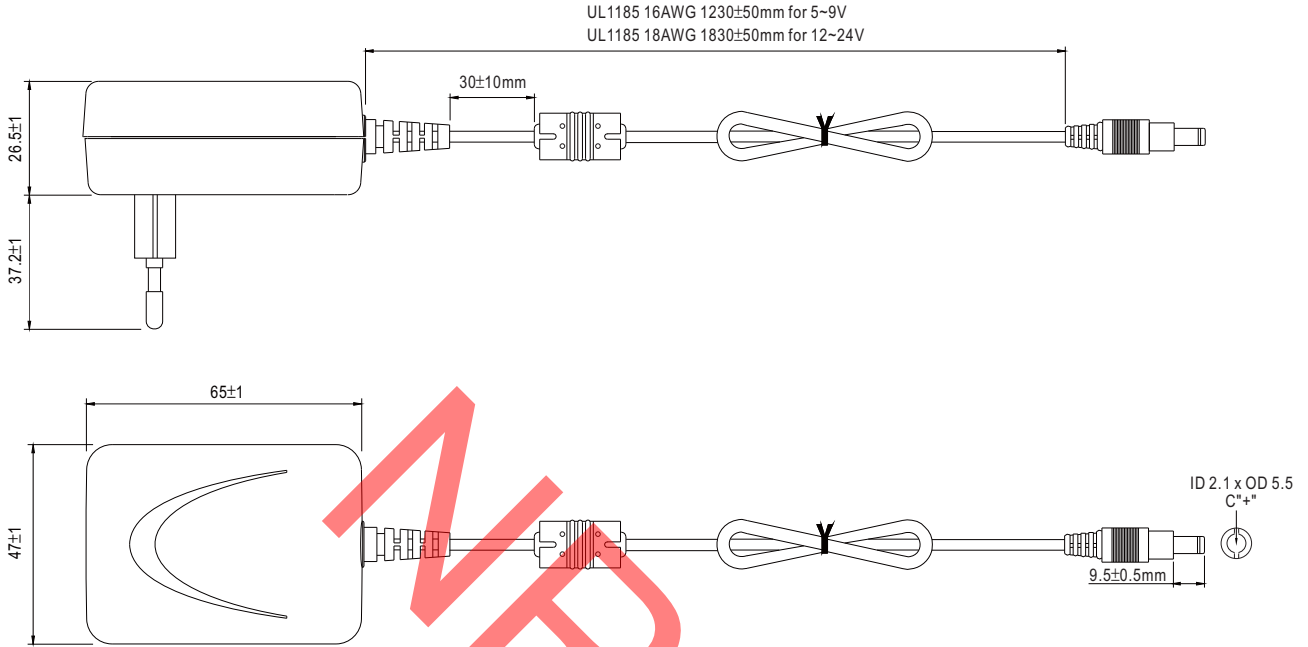 UL1185 16AWG 1230±50mm for 5~9V
UL1185 18AWG 1830±50mm for 12~24V
30±10mm
26.5±1
37.2±1
65±1
47±1
ID 2.1 x OD 5.5
C"+"
9.5±0.5mm